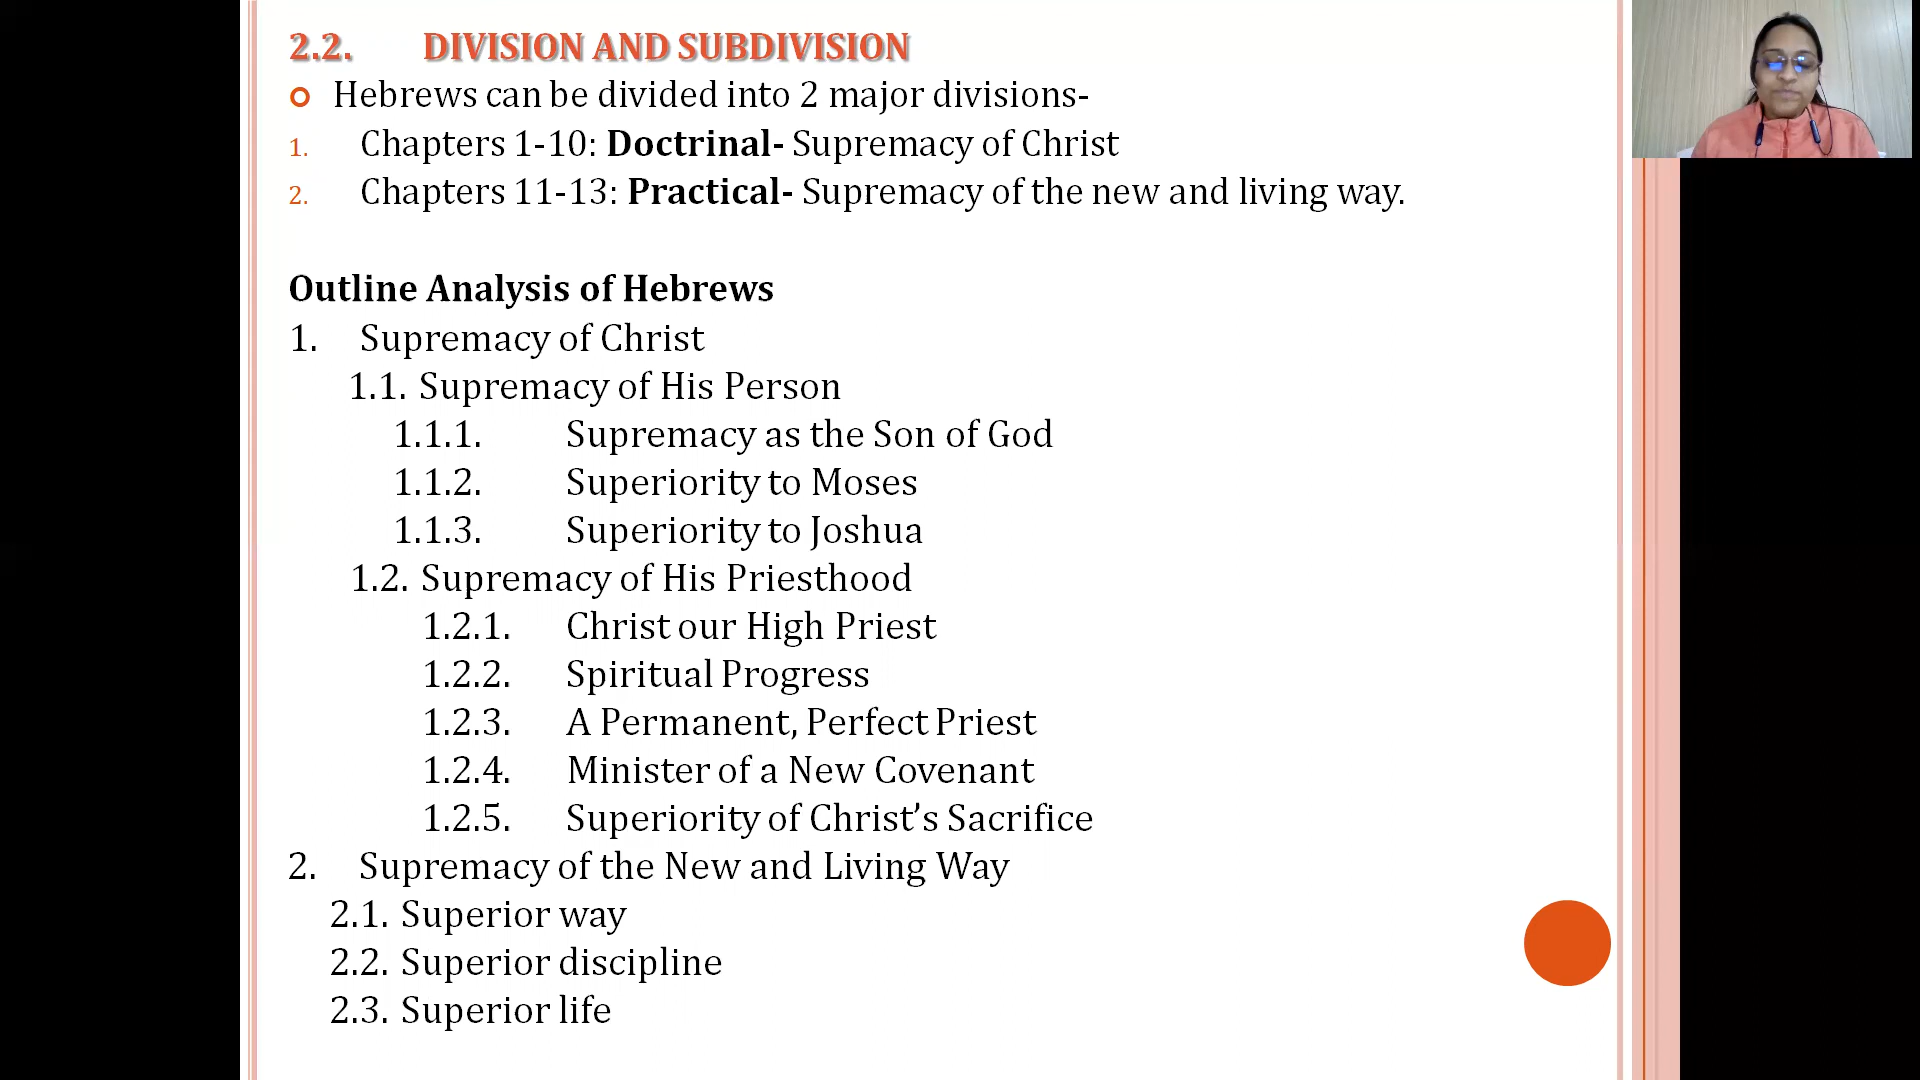 2.2. DIVISION AND SUBDIVISION
Hebrews can be divided into 2 major divisions-
1. Chapters 1-10: Doctrinal- Supremacy of Christ
2. Chapters 11-13: Practical- Supremacy of the new and living way.
Outline Analysis of Hebrews
1. Supremacy of Christ
1.1. Supremacy of His Person
1.1.1. Supremacy as the Son of God
1.1.2. Superiority to Moses
1.1.3. Superiority to Joshua
1.2. Supremacy of His Priesthood
1.2.1. Christ our High Priest
1.2.2. Spiritual Progress
1.2.3. A Permanent, Perfect Priest
1.2.4. Minister of a New Covenant
1.2.5. Superiority of Christ’s Sacrifice
2. Supremacy of the New and Living Way
2.1. Superior way
2.2. Superior discipline
2.3. Superior life